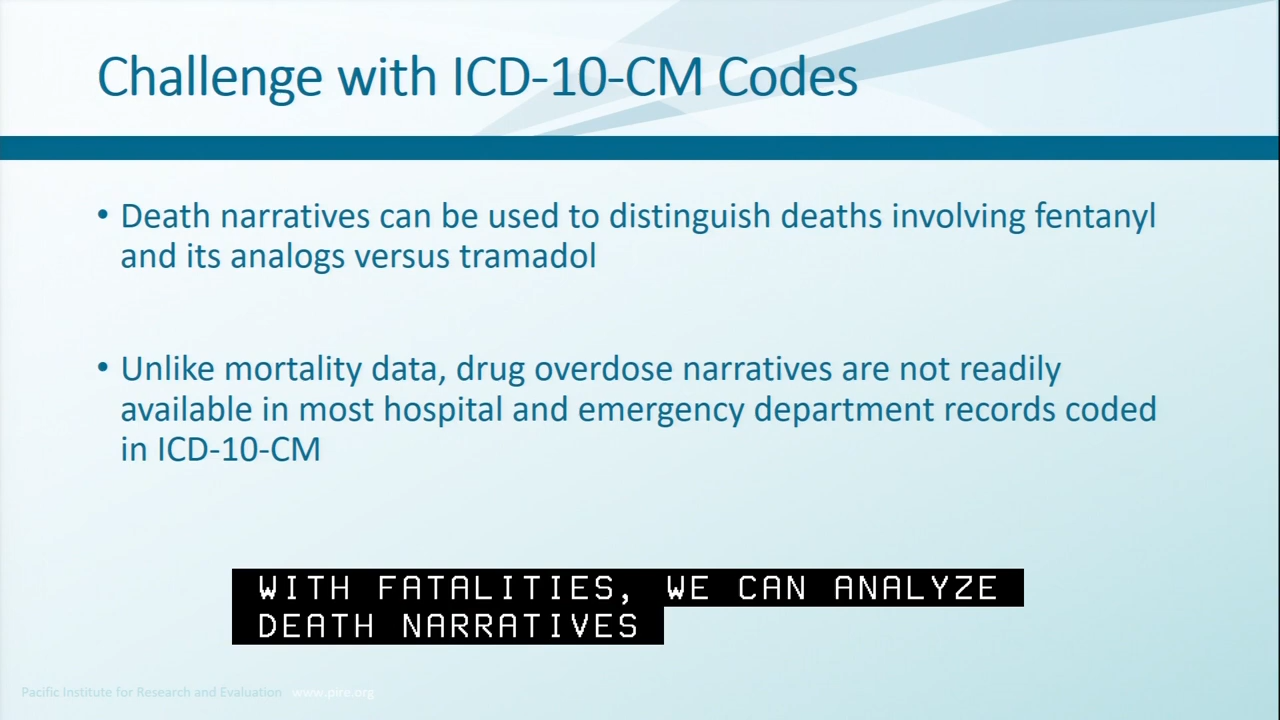 Challenge with ICD-10-CM Codes
• Death narratives can be used to distinguish deaths involving fentanyl
and its analogs versus tramadol
• Unlike mortality data, drug overdose narratives are not readily
available in most hospital and emergency department records coded
in ICD-10-CM
WITH FATALITIES, WE CAN ANALYZE
DEATH NARRATIVES
Pacific Institute for Research and Evaluation www.pire.org